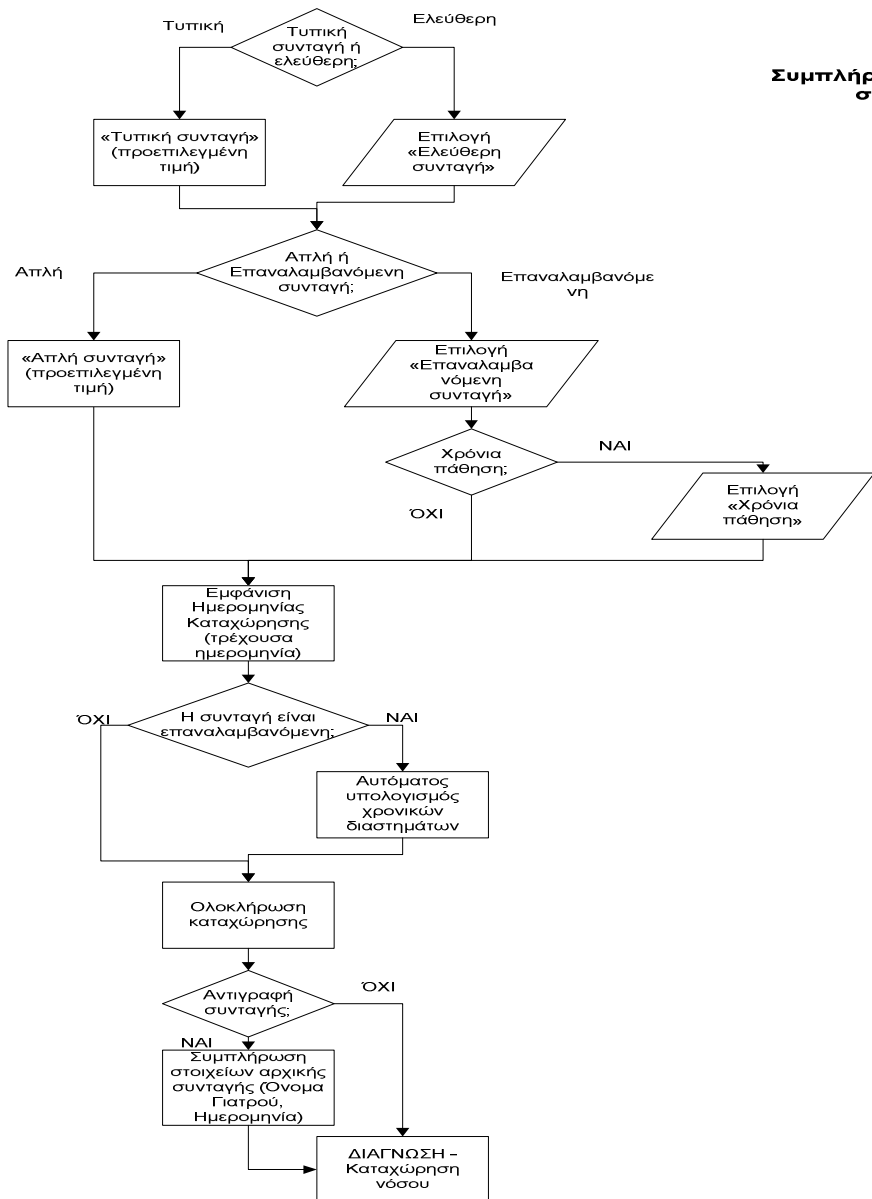 Τυπική
Ελεύθερη
Τυπική
συνταγή ή
ελεύθερη;
«Τυπική συνταγή»
(προεπιλεγμένη
τιμή)
Επιλογή
«Ελεύθερη
συνταγή»
Απλή
Απλή ή
Επαναλαμβανόμενη
συνταγή;
Επαναλαμβανόμε
νη
«Απλή συνταγή»
(προεπιλεγμένη
τιμή)
Επιλογή
«Επαναλαμβα
νόμενη
συνταγή»
Χρόνια
πάθηση;
ΝΑΙ
ΌΧΙ
Επιλογή
«Χρόνια
πάθηση»
Εμφάνιση
Ημερομηνίας
Καταχώρησης
(τρέχουσα
ημερομηνία)
ΌΧΙ
Η συνταγή είναι
επαναλαμβανόμενη;
ΝΑΙ
Αυτόματος
υπολογισμός
χρονικών
διαστημάτων
Ολοκλήρωση
καταχώρησης
Αντιγραφή
συνταγής;
ΌΧΙ
ΝΑΙ
Συμπλήρωση
στοιχείων αρχικής
συνταγής (Όνομα
Γιατρού,
Ημερομηνία)
ΔΙΑΓΝΩΣΗ –
Καταχώρηση
νόσου